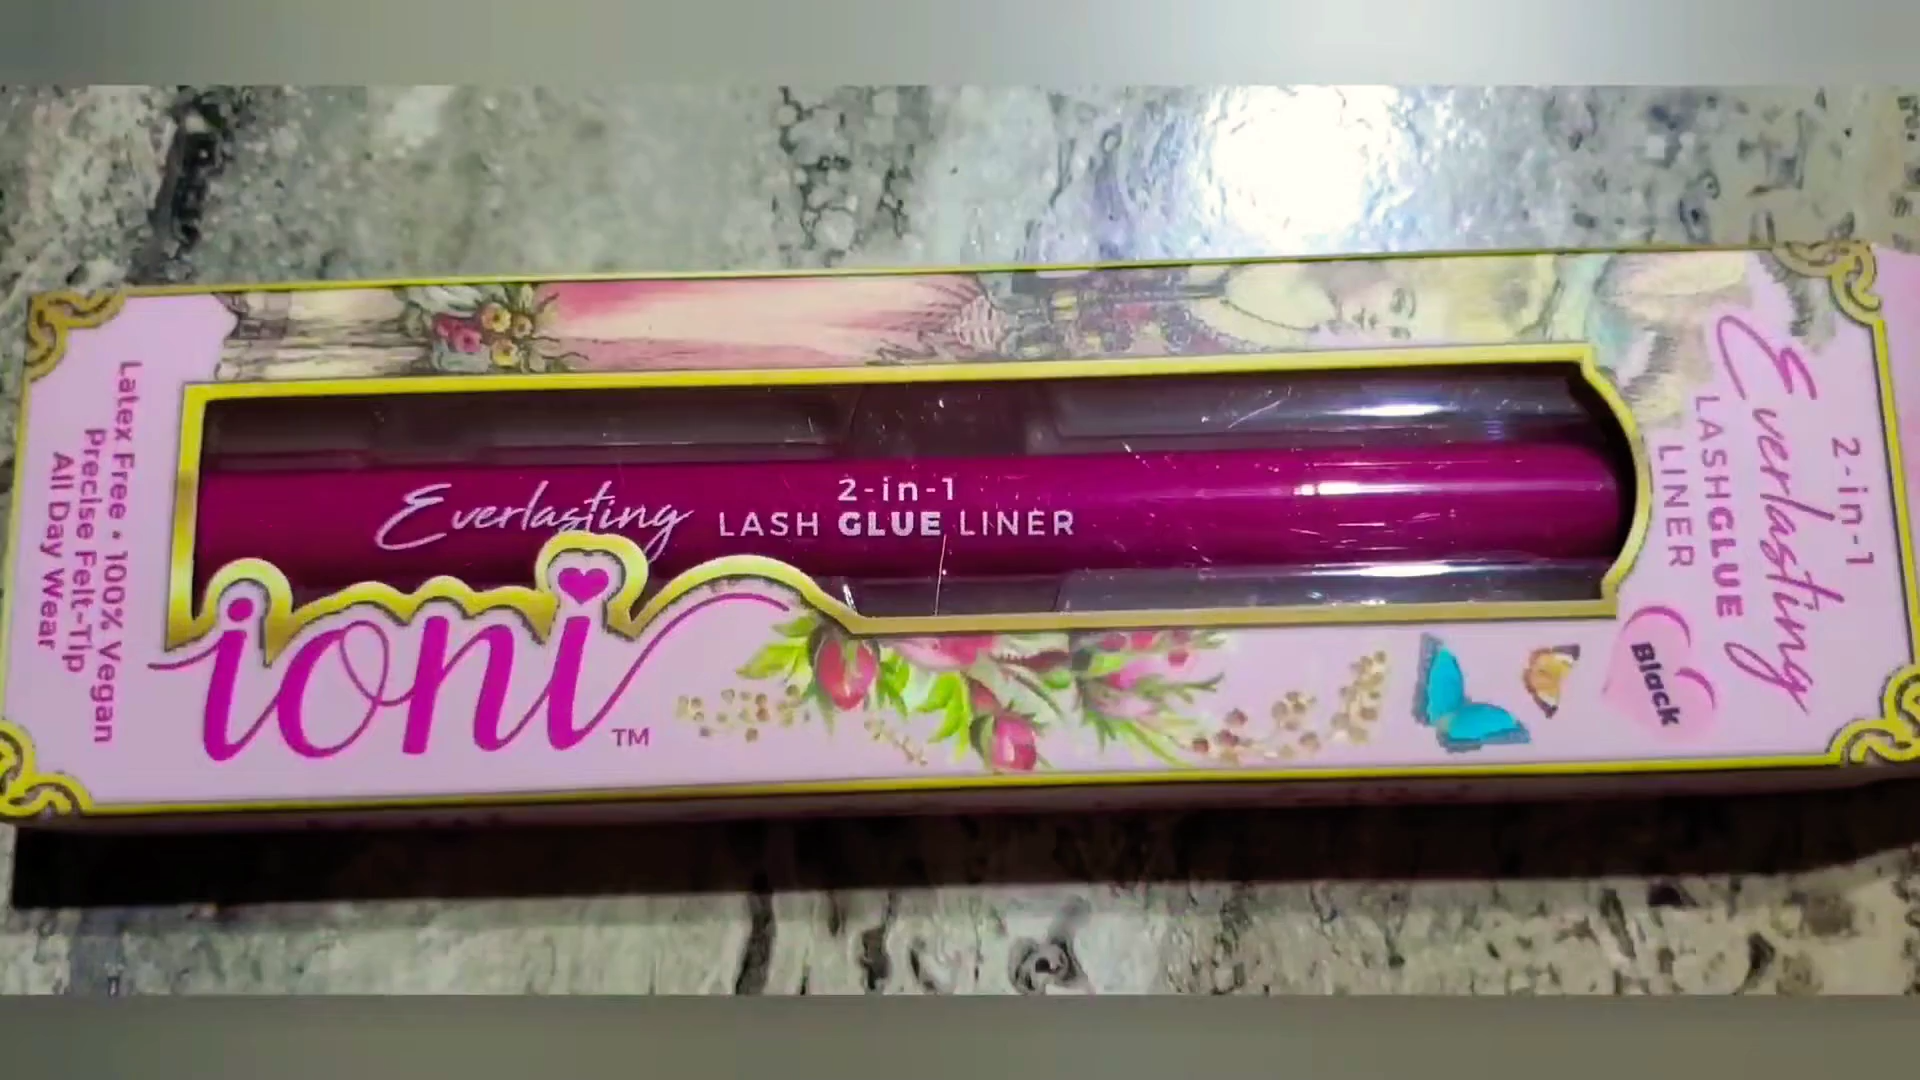 Latex Free • 100% Vegan
Precise Felt-Tip
All Day Wear
Everlasting
2-in-1
LASH GLUE LINER
ioni™
2-in-1
Everlasting
LASHGLUE
LINER
Black